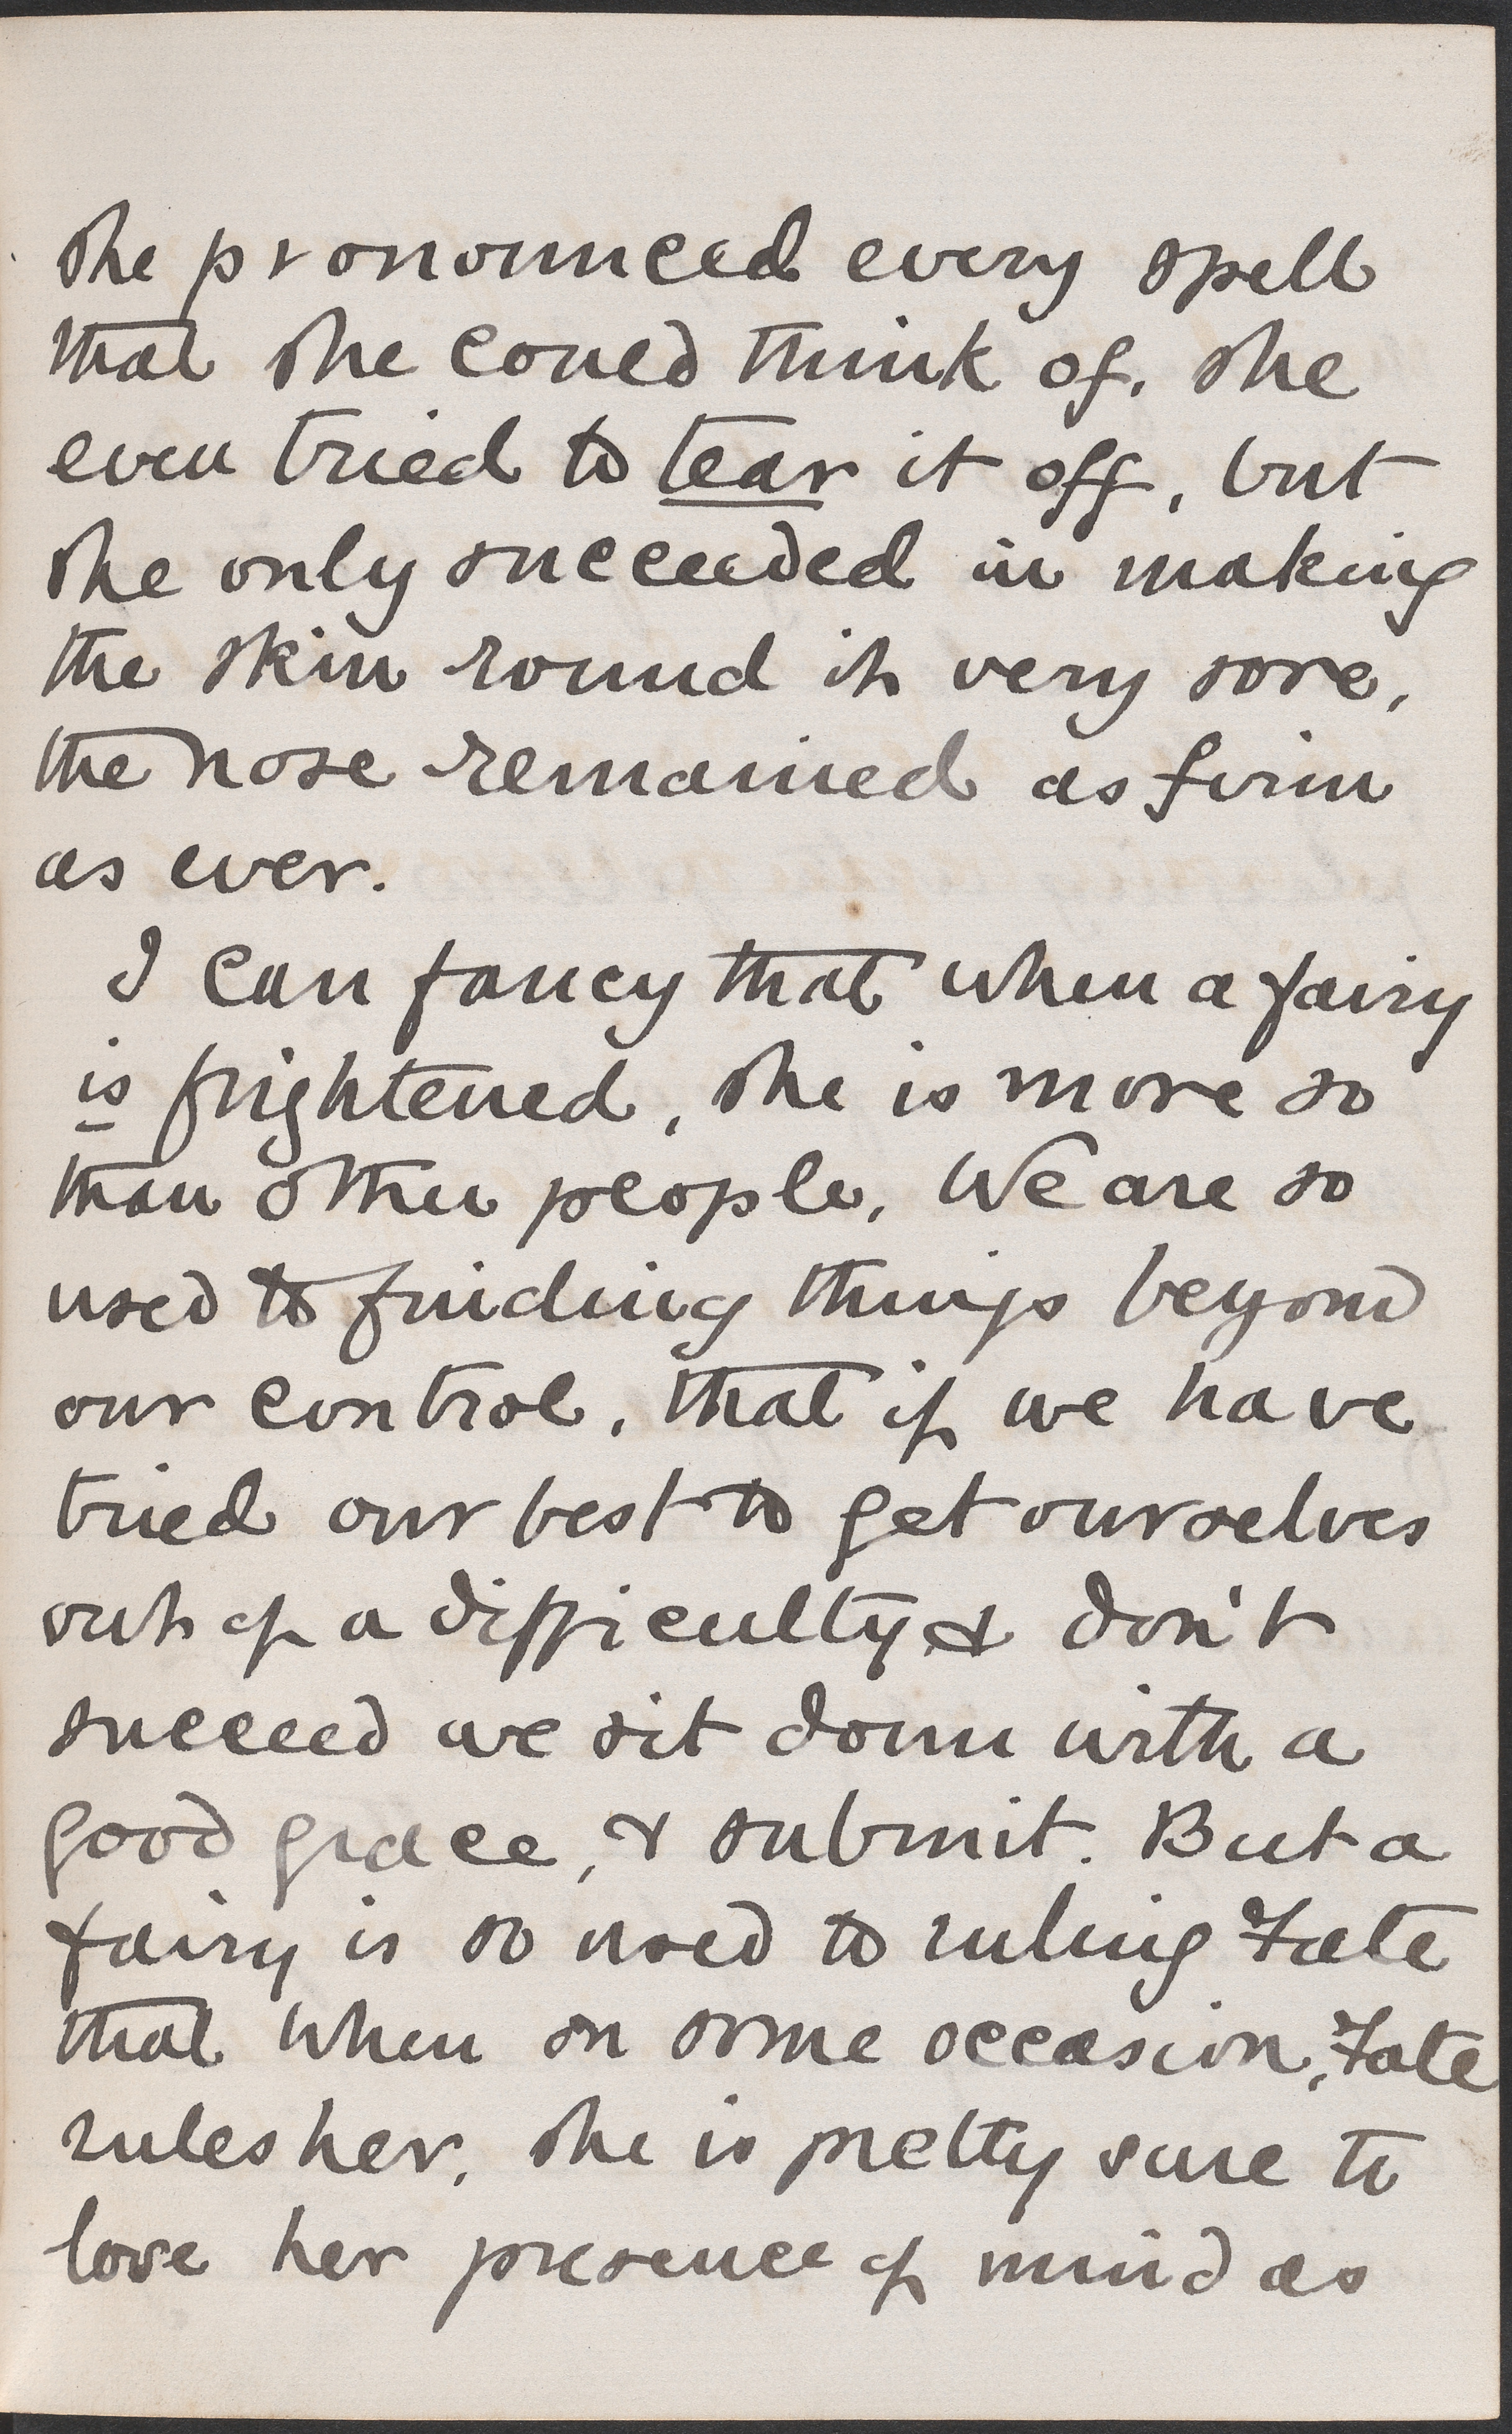 she pronounced every spell
that she could think of, she
even tried to tear it off, but
she only succeeded in making
the skin round it very sore,
the nose remained as firm
as ever.
I can fancy that when a fairy
is frightened, she is more so
than other people, We are so
used to finding things beyond
our control, that if we have
tried our best to get ourselves
out of a difficulty & don't
succeed we sit down with a
good grace, & submit. But a
fairy is so used to ruling Fate
that when on some occasion, Fate
rules her, she is pretty sure to
lose her presence of mind as